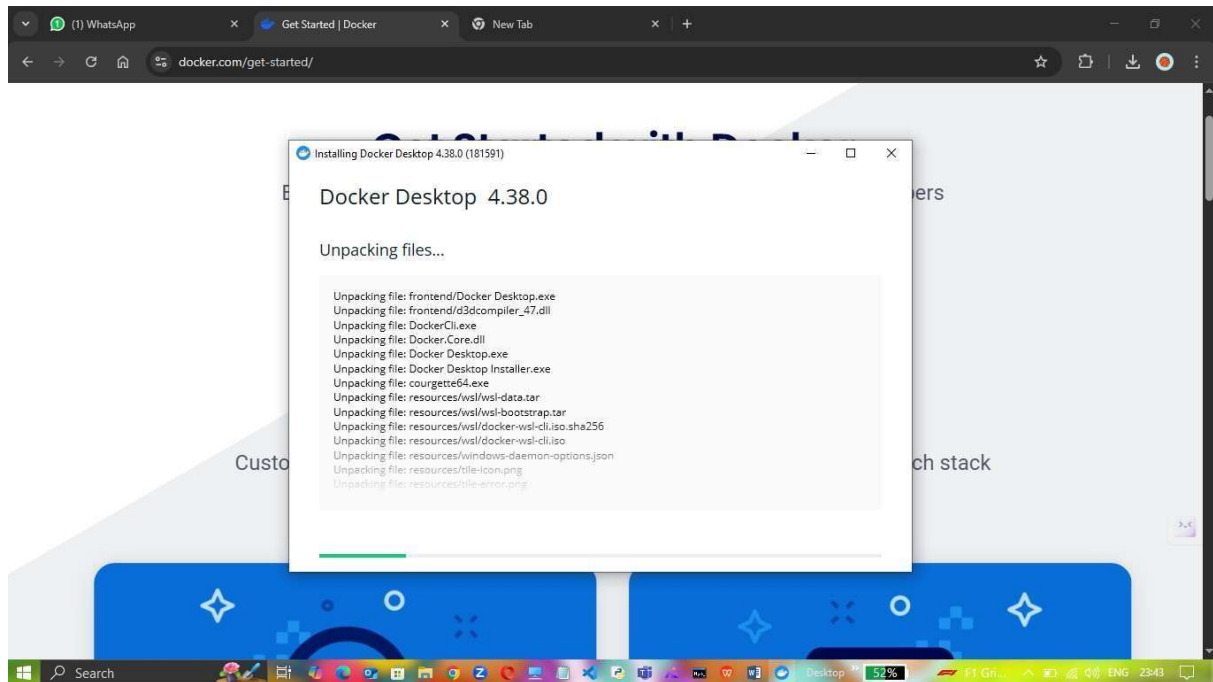 (1) WhatsApp
Get Started | Docker
New Tab
docker.com/get-started/
Installing Docker Desktop 4.38.0 (181591)
Docker Desktop 4.38.0
ers
Unpacking files...
Unpacking file: frontend/Docker Desktop.exe
Unpacking file: frontend/d3dcompiler_47.dll
Unpacking file: DockerCli.exe
Unpacking file: Docker.Core.dll
Unpacking file: Docker Desktop.exe
Unpacking file: Docker Desktop Installer.exe
Unpacking file: courgette64.exe
Unpacking file: resources/wsl/wsl-data.tar
Unpacking file: resources/wsl/wsl-bootstrap.tar
Unpacking file: resources/wsl/docker-wsl-cli.iso.sha256
Unpacking file: resources/wsl/docker-wsl-cli.iso
Unpacking file: resources/windows-daemon-options.json
Unpacking file: resources/tile-icon.png
Unpacking file: resources/tile-error.png
Custo
ch stack
Search
Desktop
52%
F1 Gri...
ENG
23:43